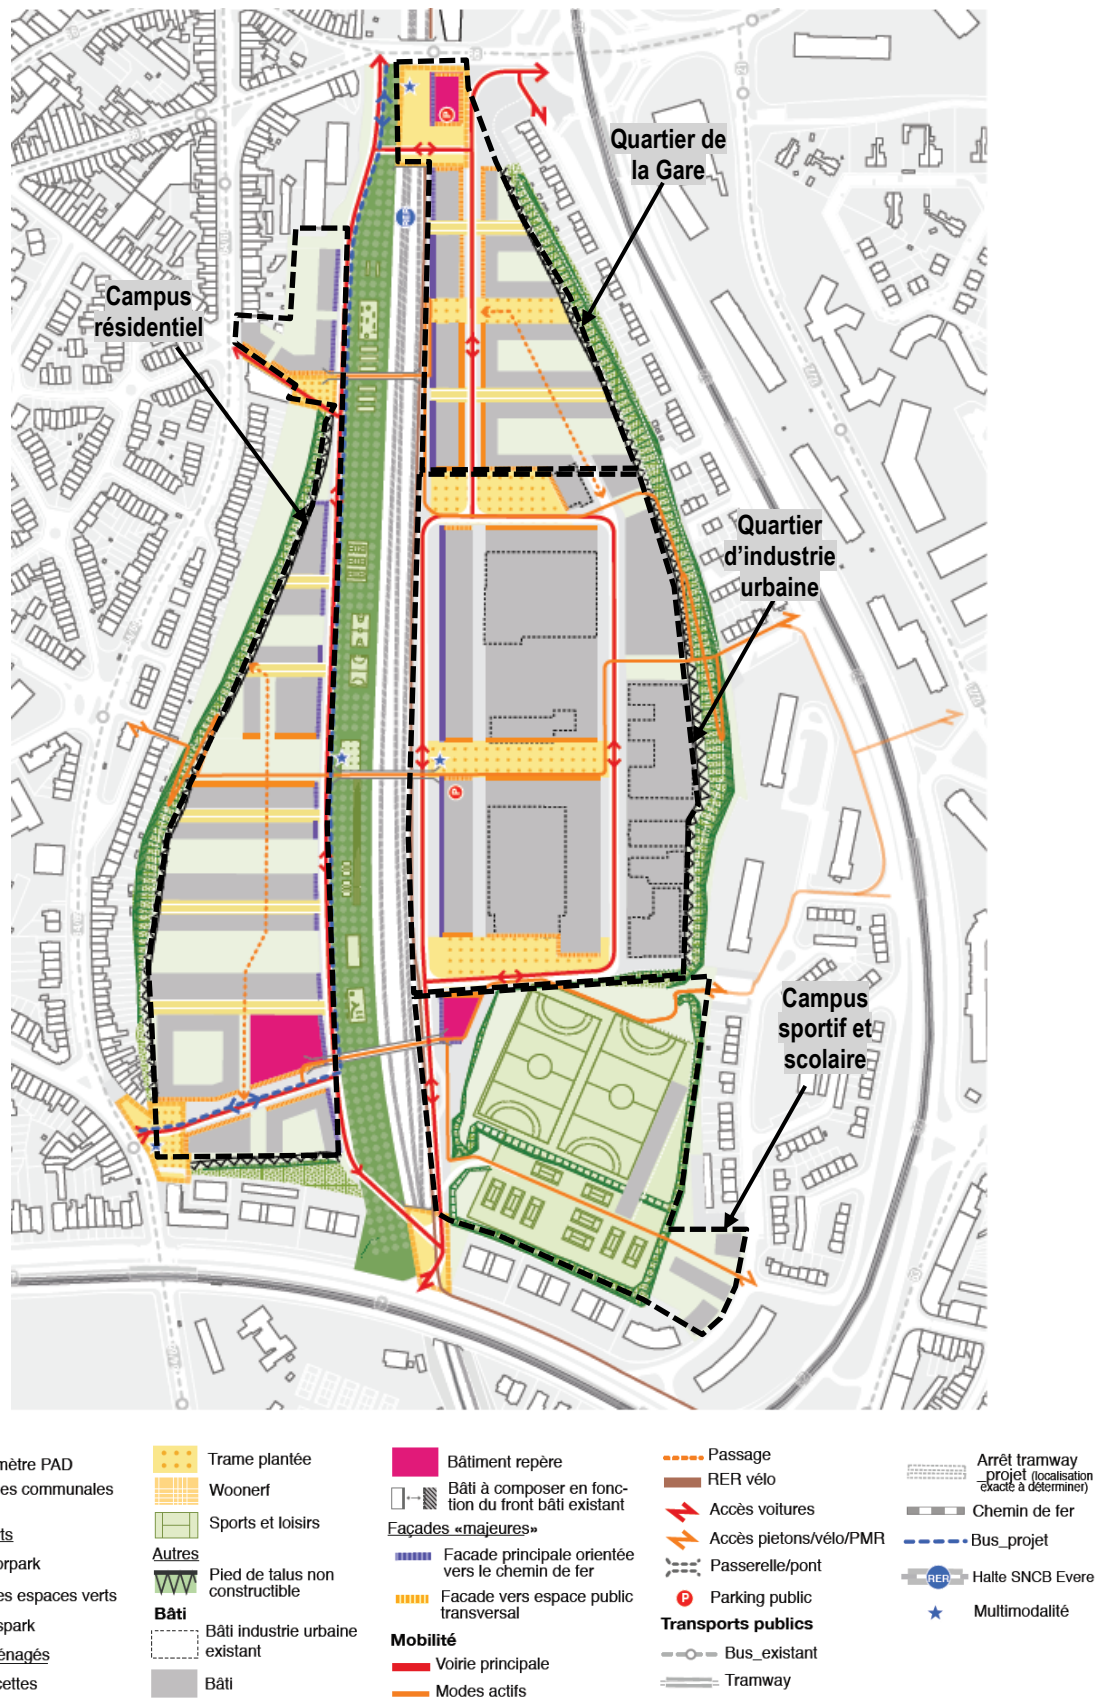 Quartier de
la Gare
Campus
résidentiel
Quartier
d'industrie
urbaine
Campus
sportif et
scolaire
RER
P
P
mètre PAD
es communales
ts
orpark
es espaces verts
spark
énagés
cettes
Trame plantée
Woonerf
Sports et loisirs
Autres
Pied de talus non
constructible
Bâti
Bâti industrie urbaine
existant
Bâti
Bâtiment repère
Bâti à composer en fonc-
tion du front bâti existant
Façades «majeures»
Facade principale orientée
vers le chemin de fer
Facade vers espace public
transversal
Mobilité
Voirie principale
Modes actifs
Passage
RER vélo
Accès voitures
Accès pietons/vélo/PMR
Passerelle/pont
P Parking public
Transports publics
Bus_existant
Tramway
Arrêt tramway
_projet (localisation
exacte à déterminer)
Chemin de fer
Bus_projet
RER Halte SNCB Evere
Multimodalité